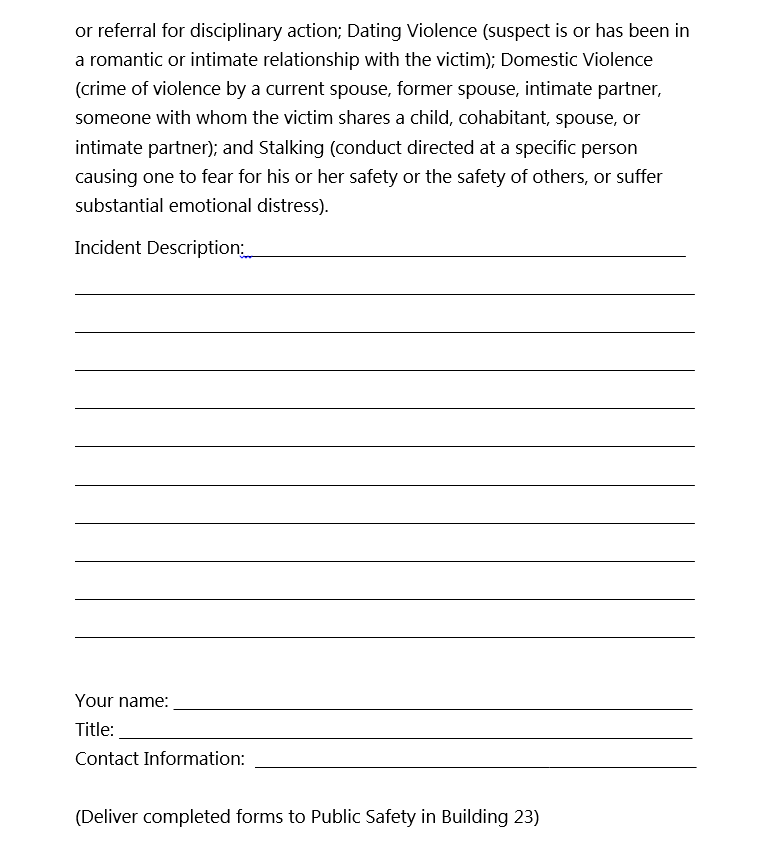 or referral for disciplinary action; Dating Violence (suspect is or has been in
a romantic or intimate relationship with the victim); Domestic Violence
(crime of violence by a current spouse, former spouse, intimate partner,
someone with whom the victim shares a child, cohabitant, spouse, or
intimate partner); and Stalking (conduct directed at a specific person
causing one to fear for his or her safety or the safety of others, or suffer
substantial emotional distress).
Incident Description:
Your name:
Title:
Contact Information:
(Deliver completed forms to Public Safety in Building 23)